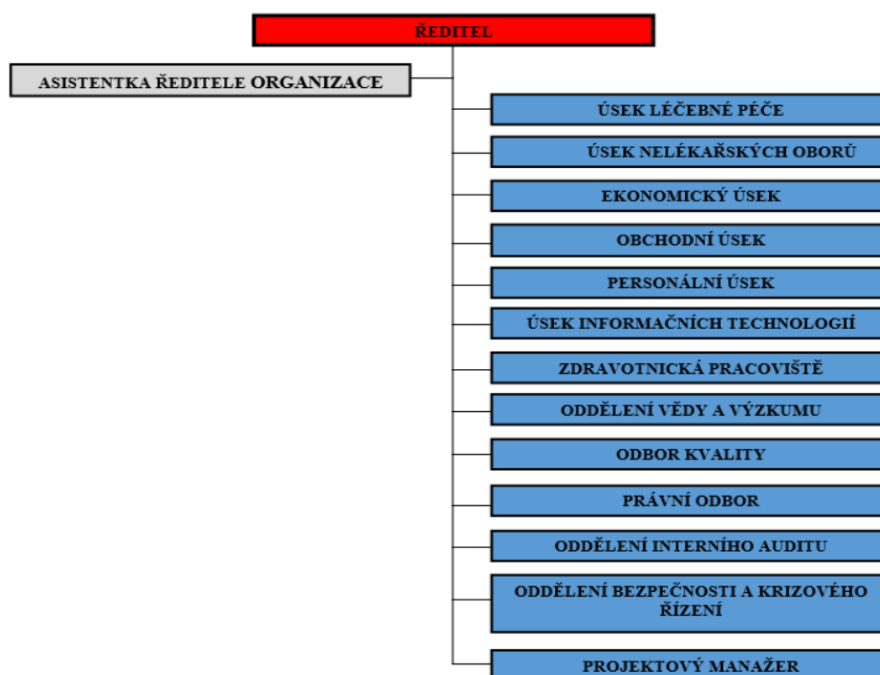 ŘEDITEL
ASISTENTKA ŘEDITELE ORGANIZACE
ÚSEK LÉČEBNÉ PÉČE
ÚSEK NELÉKAŘSKÝCH OBORŮ
EKONOMICKÝ ÚSEK
OBCHODNÍ ÚSEK
PERSONÁLNÍ ÚSEK
ÚSEK INFORMAČNÍCH TECHNOLOGIÍ
ZDRAVOTNICKÁ PRACOVIŠTĚ
ODDĚLENÍ VĚDY A VÝZKUMU
ODBOR KVALITY
PRÁVNÍ ODBOR
ODDĚLENÍ INTERNÍHO AUDITU
ODDĚLENÍ BEZPEČNOSTI A KRIZOVÉHO
ŘÍZENÍ
PROJEKTOVÝ MANAŽER